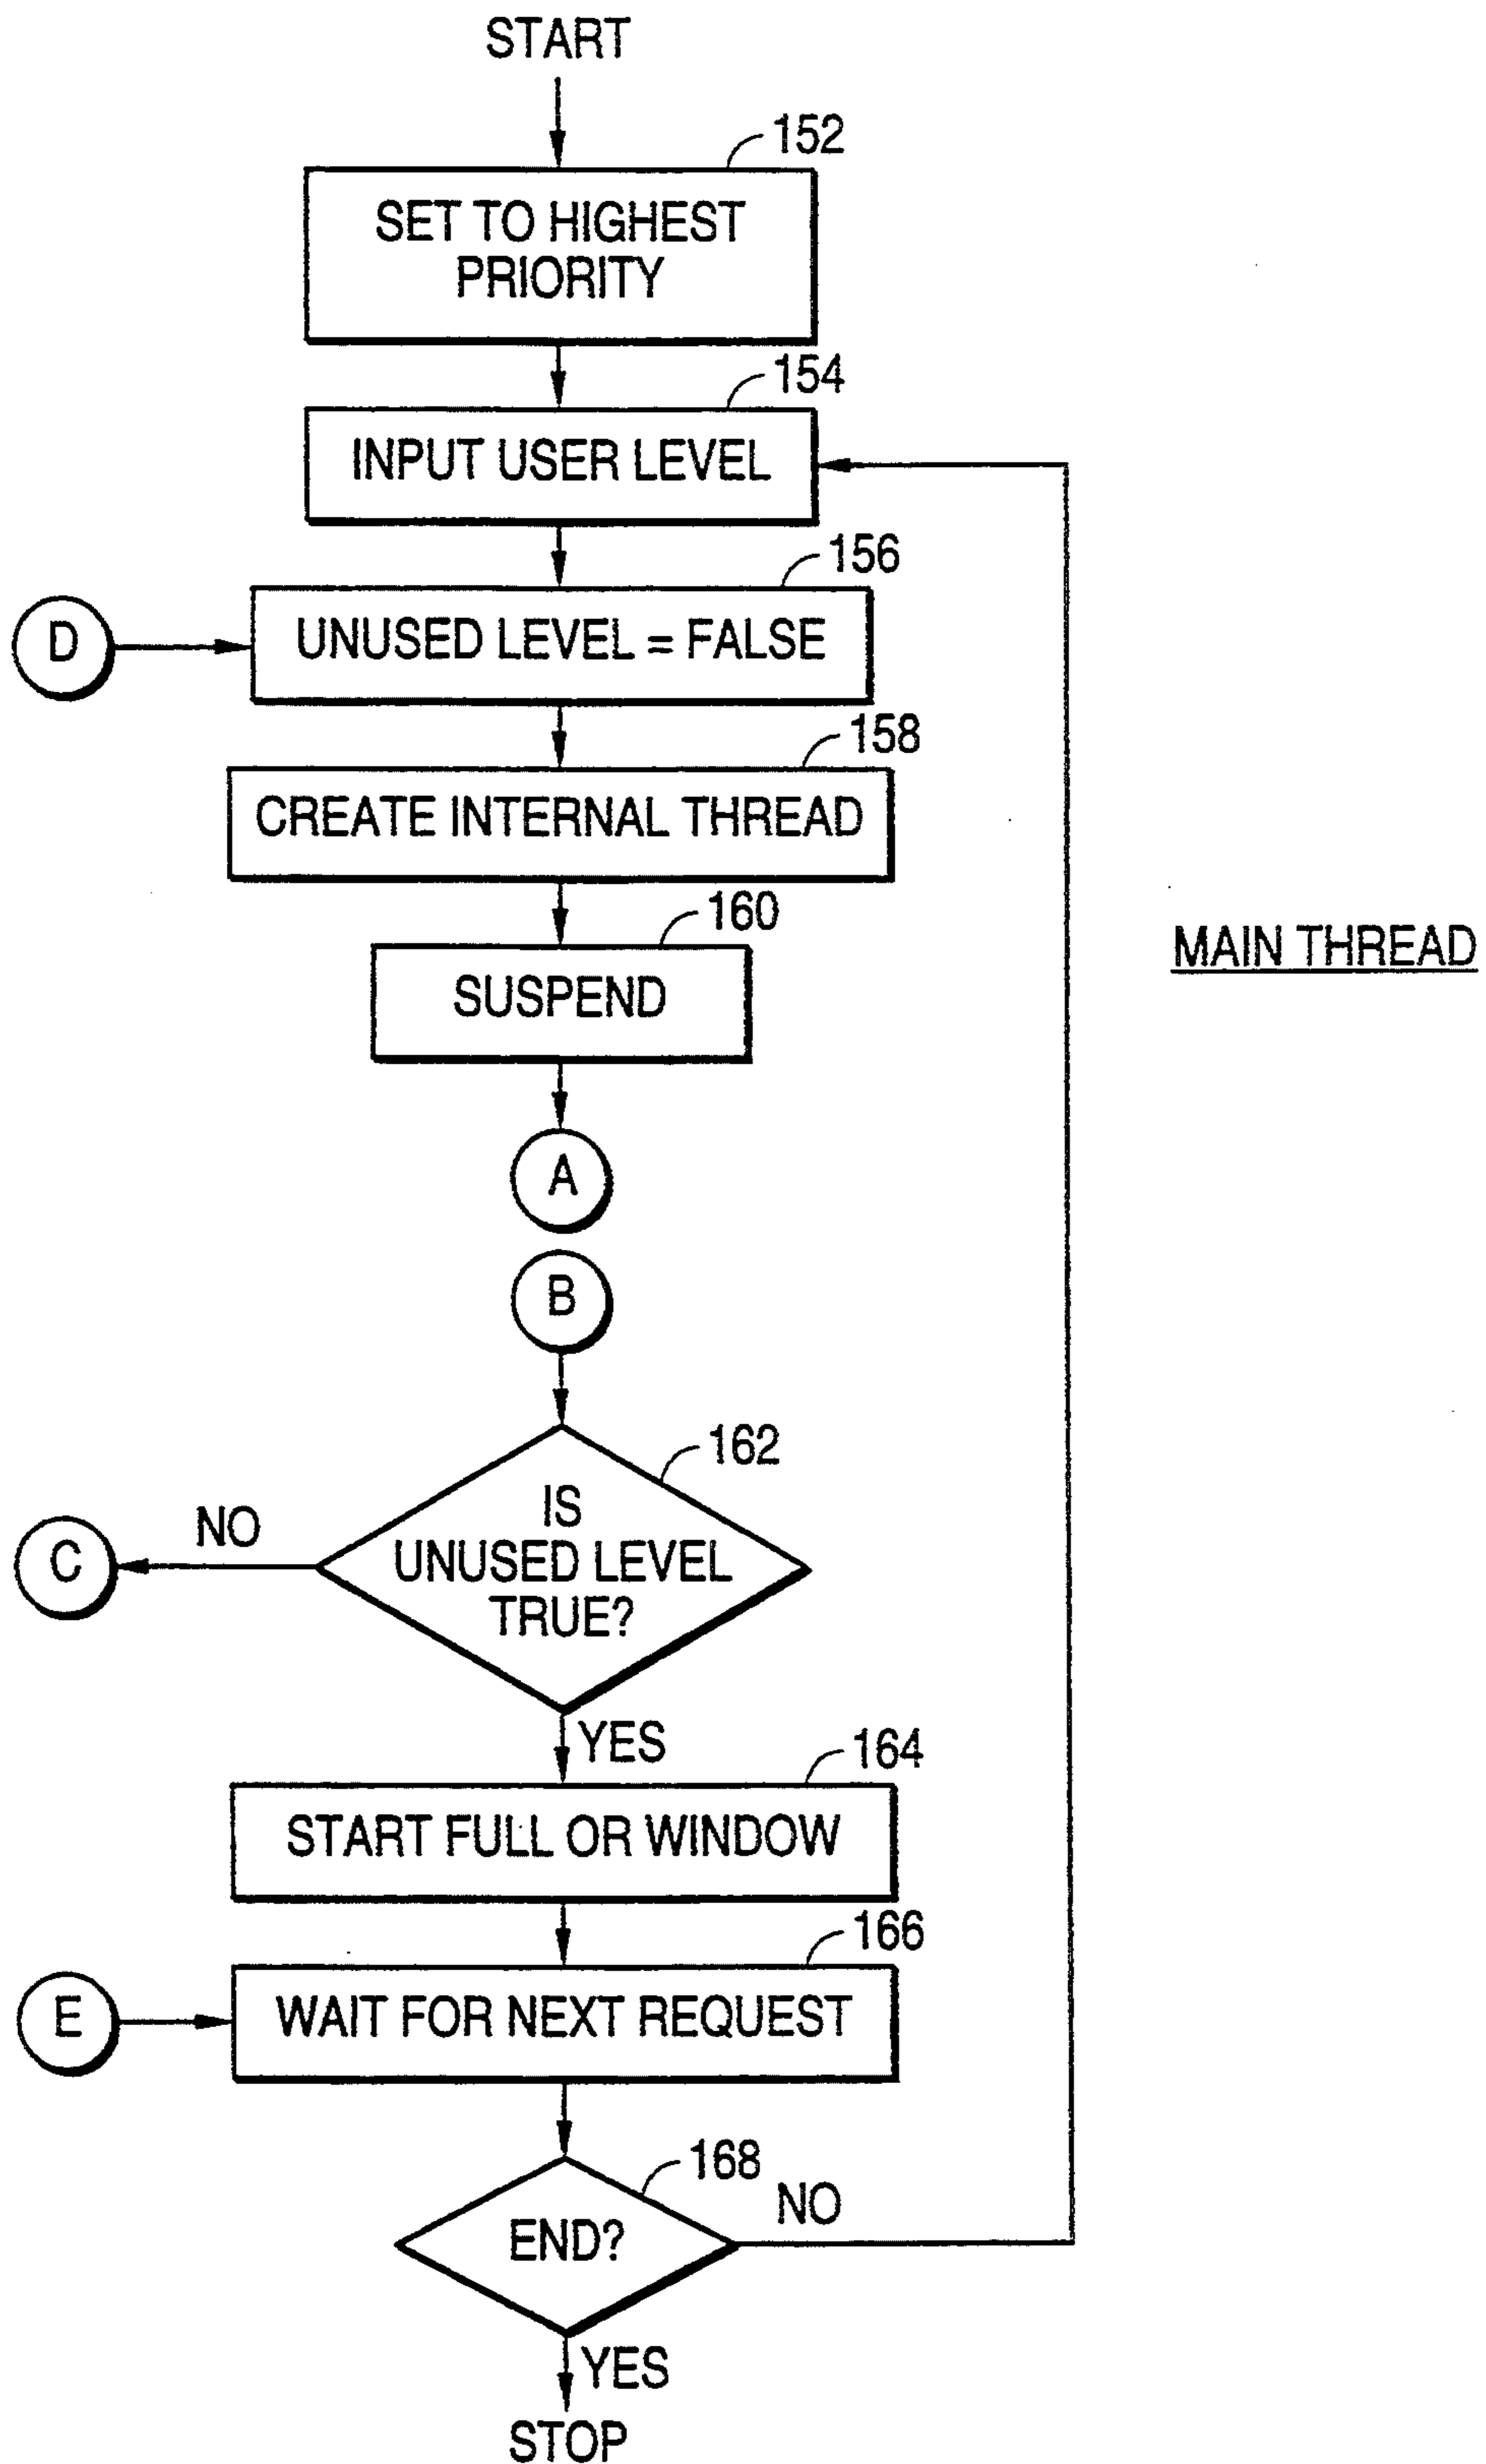 START
152
SET TO HIGHEST
PRIORITY
154
INPUT USER LEVEL
156
D
UNUSED LEVEL = FALSE
158
CREATE INTERNAL THREAD
160
MAIN THREAD
SUSPEND
A
B
162
IS
UNUSED LEVEL
TRUE?
NO
C
YES
164
START FULL OR WINDOW
166
E
WAIT FOR NEXT REQUEST
168
END?
NO
YES
STOP